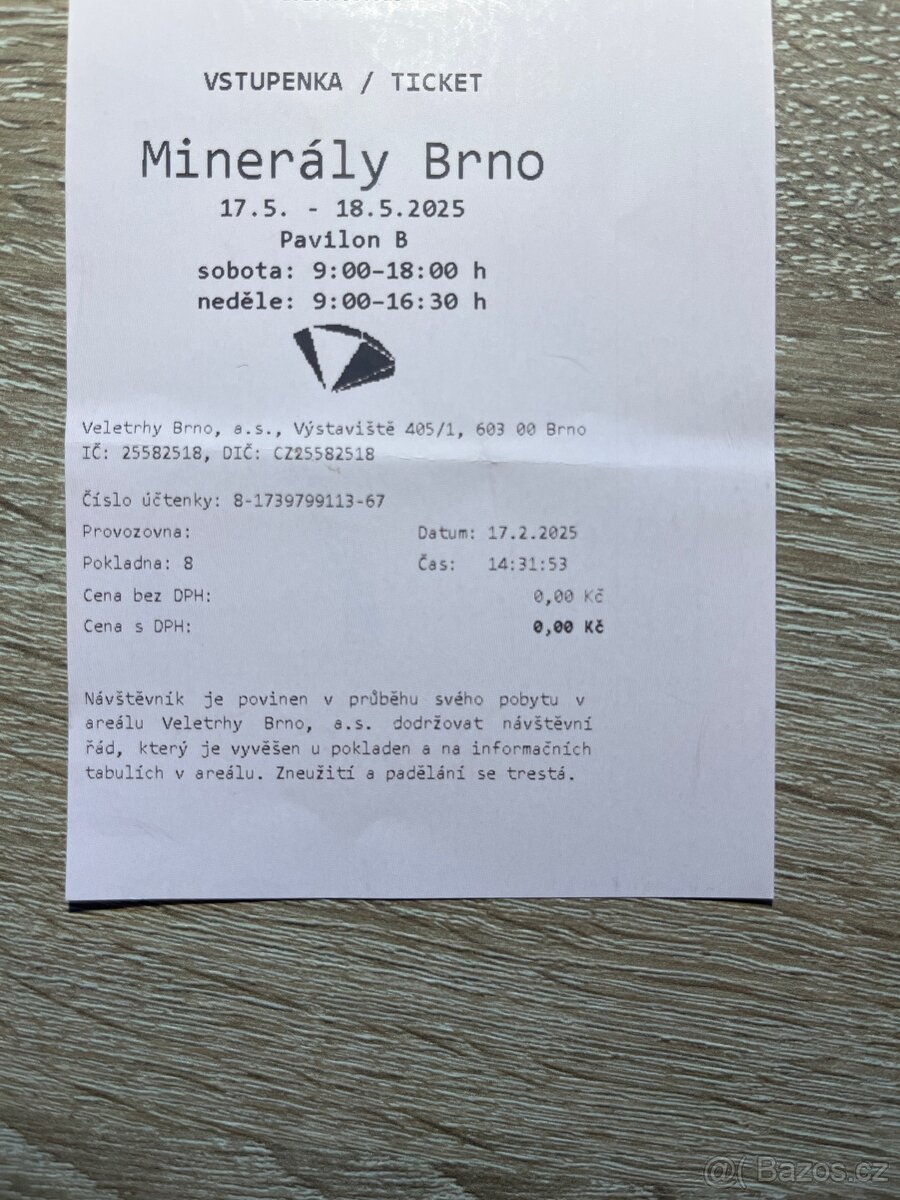 VSTUPENKA / TICKET
Minerály Brno
17.5. - 18.5.2025
Pavilon B
sobota: 9:00–18:00 h
neděle: 9:00–16:30 h
Veletrhy Brno, a.s., Výstaviště 405/1, 603 00 Brno
IČ: 25582518, DIČ: CZ25582518
Číslo účtenky: 8-1739799113-67
Provozovna: Datum: 17.2.2025
Pokladna: 8 Čas: 14:31:53
Cena bez DPH: 0,00 Kč
Cena s DPH: 0,00 Kč
Návštěvník je povinen v průběhu svého pobytu v
areálu Veletrhy Brno, a.s. dodržovat návštěvní
řád, který je vyvěšen u pokladen a na informačních
tabulích v areálu. Zneužití a padělání se trestá.
Bazos.cz